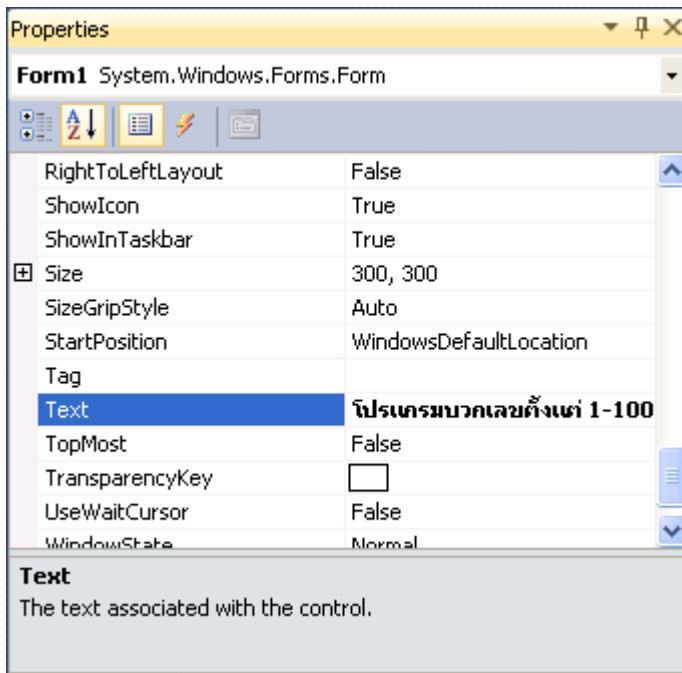 Properties
Form1 System.Windows.Forms.Form
RightToLeftLayout False
ShowIcon True
ShowInTaskbar True
Size 300, 300
SizeGripStyle Auto
StartPosition WindowsDefaultLocation
Tag
Text โปรแกรมบวกเลขตั้งแต่ 1-100
TopMost False
TransparencyKey
UseWaitCursor False
WindowState Normal
Text
The text associated with the control.